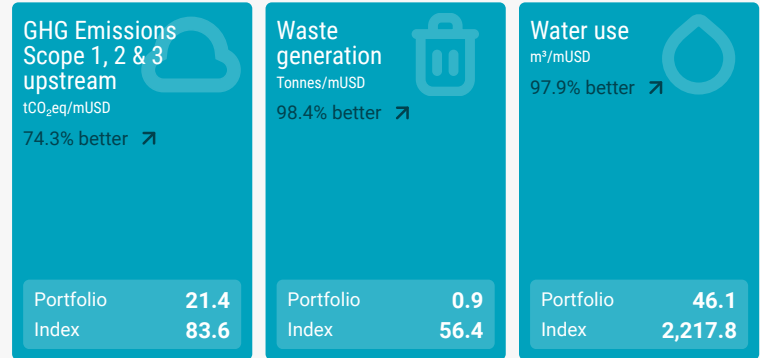 GHG Emissions
Scope 1, 2 & 3
upstream
tCO₂eq/mUSD
74.3% better
Portfolio 21.4
Index 83.6
Waste
generation
Tonnes/mUSD
98.4% better
Portfolio 0.9
Index 56.4
Water use
m³/mUSD
97.9% better
Portfolio 46.1
Index 2,217.8